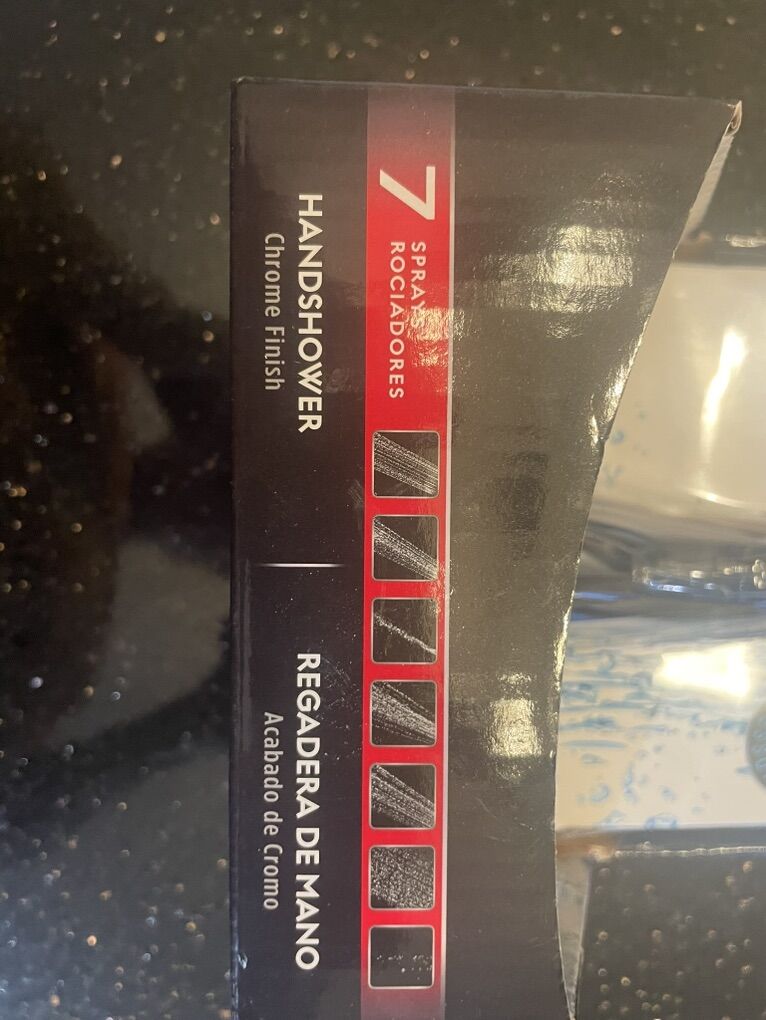 7
SPRAYS
ROCIADORES
HANDSHOWER
Chrome Finish
REGADERA DE MANO
Acabado de Cromo